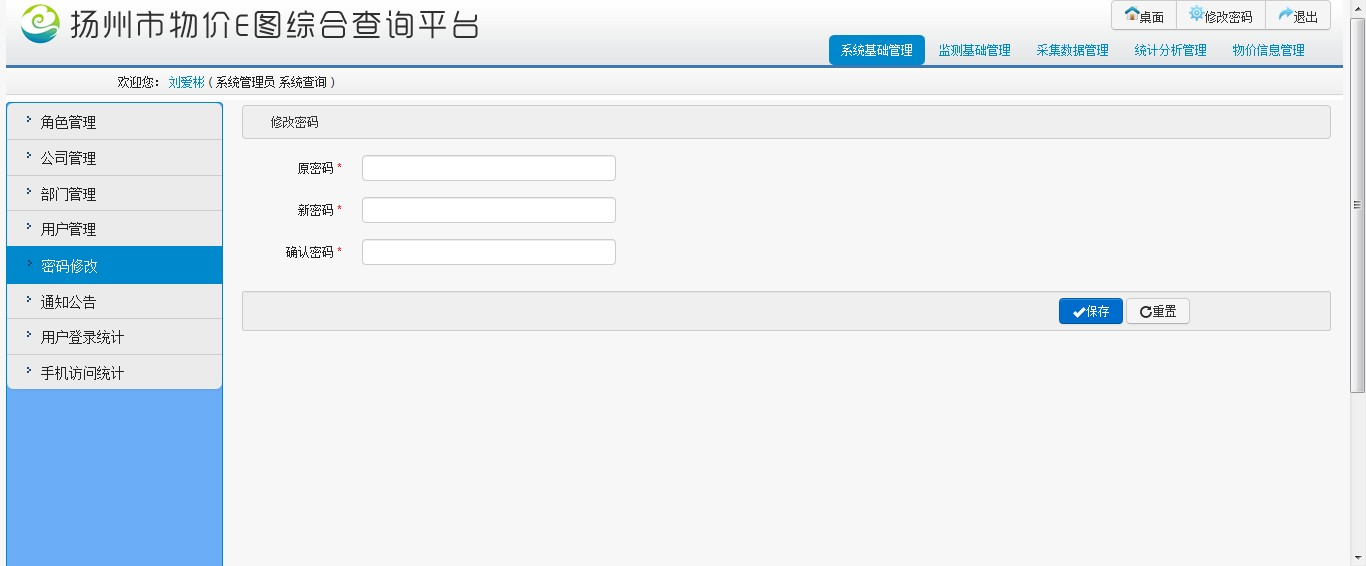 扬州市物价E图综合查询平台
桌面 修改密码 退出
系统基础管理 监测基础管理 采集数据管理 统计分析管理 物价信息管理
欢迎您： 刘爱彬 ( 系统管理员 系统查询 )
角色管理
公司管理
部门管理
用户管理
密码修改
通知公告
用户登录统计
手机访问统计
修改密码
原密码 *
新密码 *
确认密码 *
保存 重置